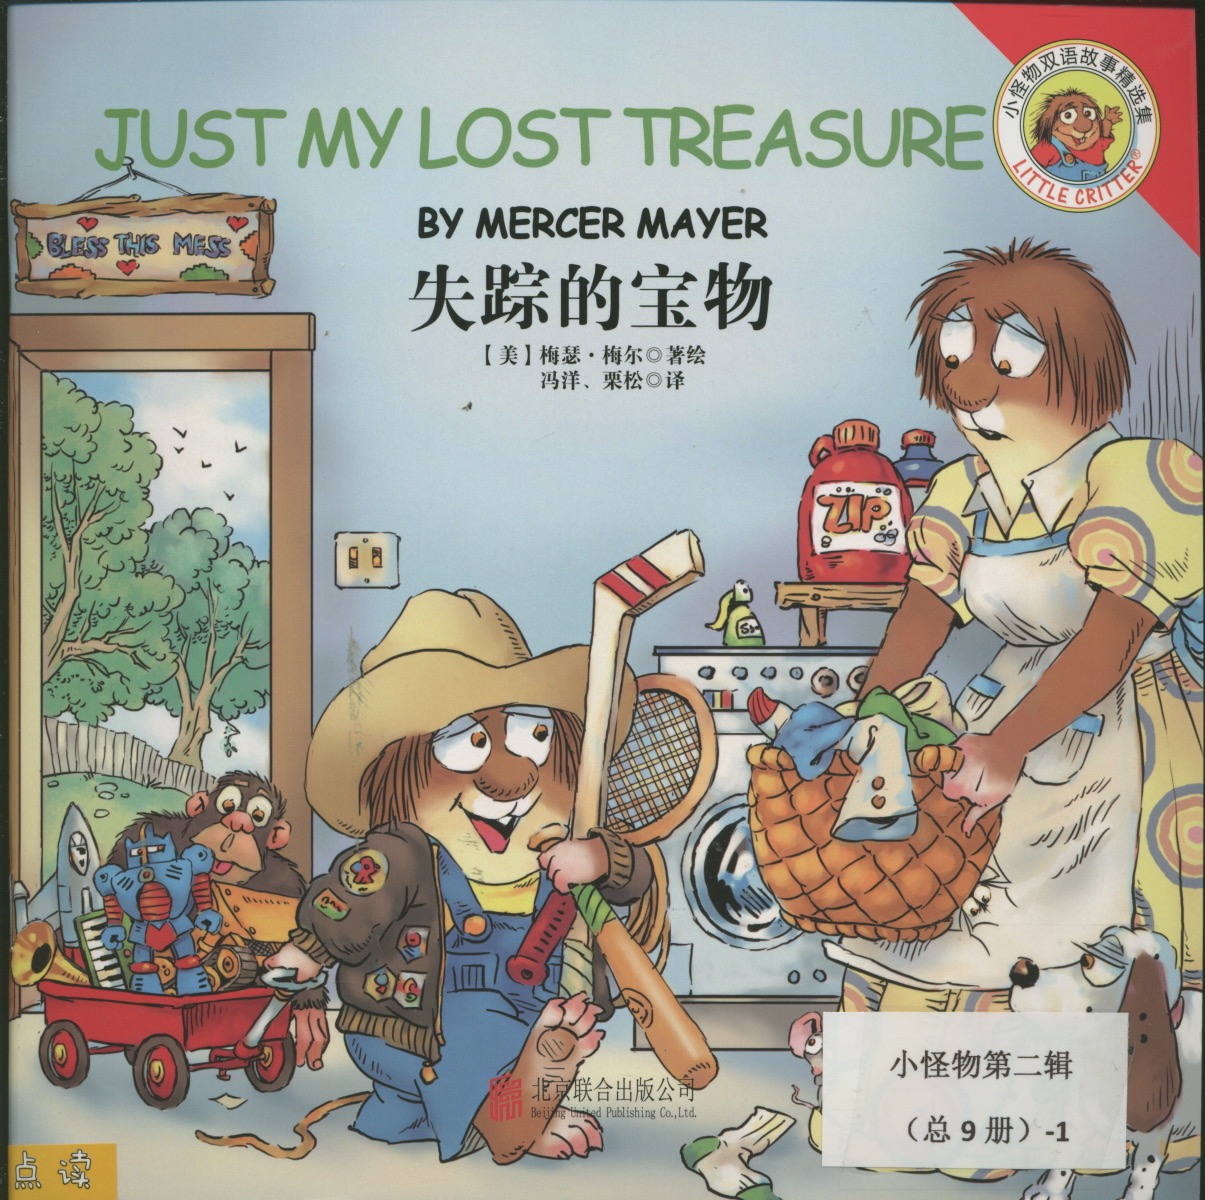 小怪物双语故事精选集
LITTLE CRITTER®
JUST MY LOST TREASURE
BY MERCER MAYER
BLESS THIS MESS
失踪的宝物
【美】梅瑟·梅尔◎著绘
冯洋、栗松◎译
ZIP
北京联合出版公司
Beijing United Publishing Co.,Ltd.
小怪物第二辑
（总 9 册）-1
点 读